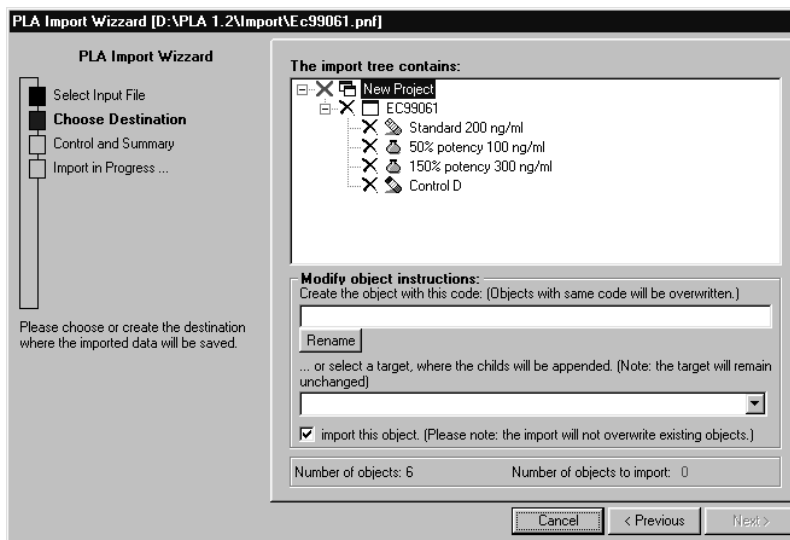 PLA Import Wizzard [D:\PLA 1.2\Import\Ec99061.pnf]
PLA Import Wizzard
Select Input File
Choose Destination
Control and Summary
Import in Progress ...
Please choose or create the destination
where the imported data will be saved.
The import tree contains:
New Project
EC99061
Standard 200 ng/ml
50% potency 100 ng/ml
150% potency 300 ng/ml
Control D
Modify object instructions:
Create the object with this code: (Objects with same code will be overwritten.)
Rename
... or select a target, where the childs will be appended. (Note: the target will remain
unchanged)
import this object. (Please note: the import will not overwrite existing objects.)
Number of objects: 6 Number of objects to import: 0
Cancel < Previous Next >